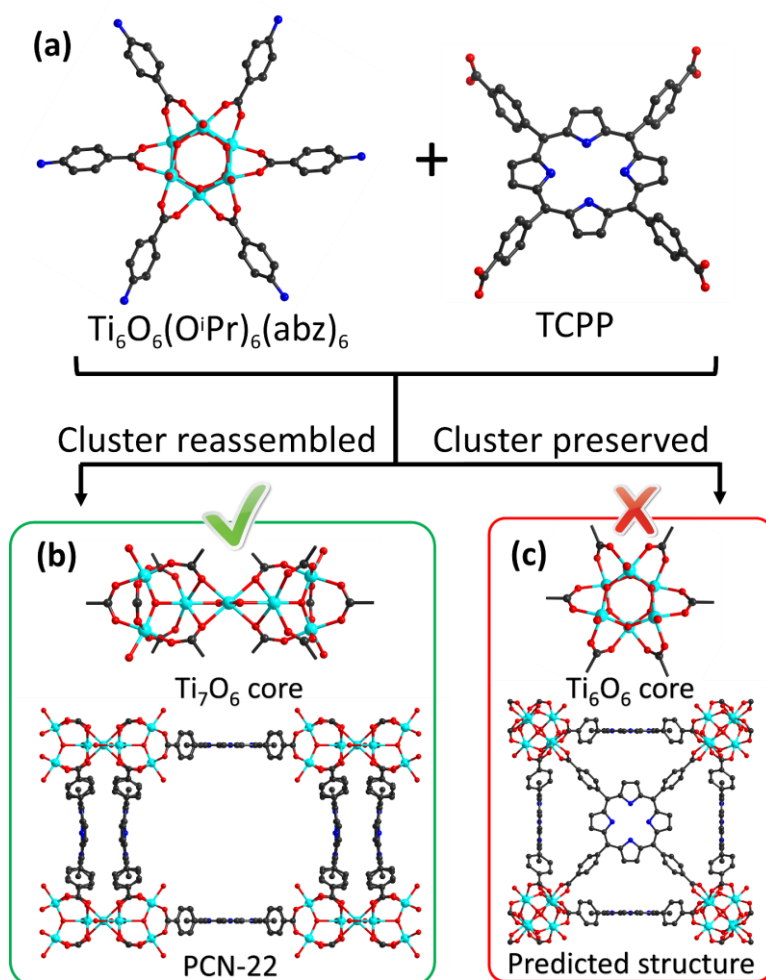 (a)
+
Ti₆O₆(OⁱPr)₆(abz)₆
TCPP
Cluster reassembled
Cluster preserved
(b)
(c)
Ti₇O₆ core
Ti₆O₆ core
PCN-22
Predicted structure